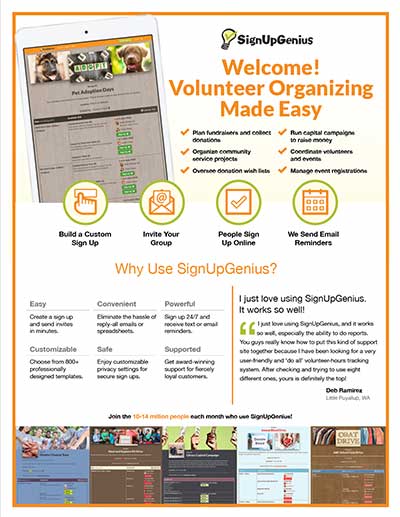 SignUpGenius
Welcome!
Volunteer Organizing
Made Easy
Plan fundraisers and collect
donations
Organize community
service projects
Oversee donation wish lists
Run capital campaigns
to raise money
Coordinate volunteers
and events
Manage event registrations
ADOPT
Pet Adoption Days
Build a Custom
Sign Up
Invite Your
Group
People Sign
Up Online
We Send Email
Reminders
Why Use SignUpGenius?
Easy
Create a sign up
and send invites
in minutes.
Convenient
Eliminate the hassle of
reply-all emails or
spreadsheets.
Powerful
Sign up 24/7 and
receive text or email
reminders.
Customizable
Choose from 800+
professionally
designed templates.
Safe
Enjoy customizable
privacy settings for
secure sign ups.
Supported
Get award-winning
support for fiercely
loyal customers.
I just love using SignUpGenius.
It works so well!
I just love using SignUpGenius, and it works
so well, especially the ability to do reports.
You guys really know how to put this kind of support
site together because I have been looking for a very
user-friendly and 'do all' volunteer-hours tracking
system. After checking and trying to use eight
different ones, yours is definitely the top!
Deb Ramirez
Little Puyallup, WA
Join the 10-14 million people each month who use SignUpGenius!
COAT
DRIVE